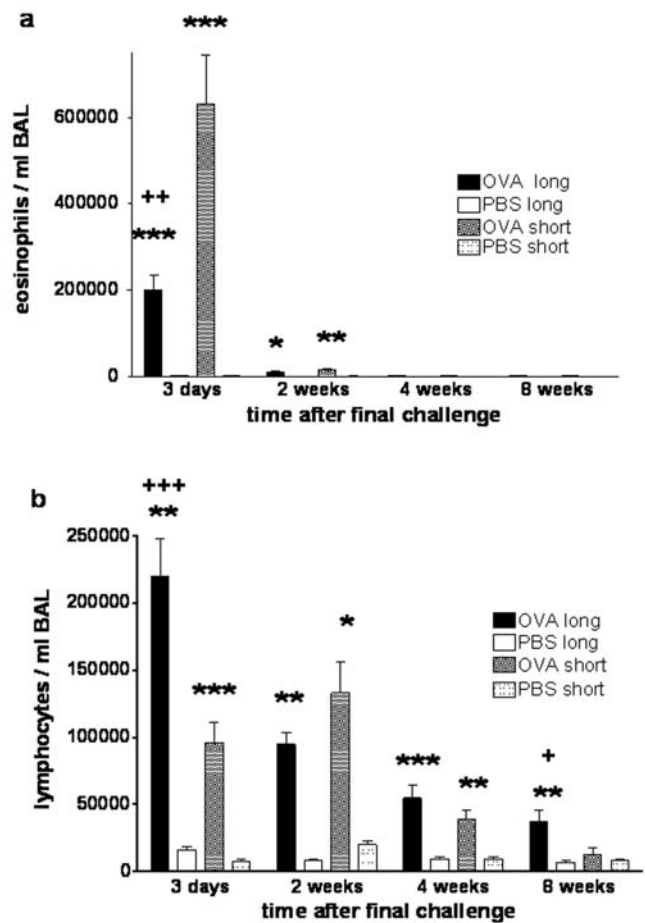 a
***
600000
400000
200000
0
eosinophils / ml BAL
++
***
*
**
OVA long
PBS long
OVA short
PBS short
3 days 2 weeks 4 weeks 8 weeks
time after final challenge
b
+++
**
250000
200000
150000
100000
50000
0
lymphocytes / ml BAL
***
**
*
***
**
+
**
OVA long
PBS long
OVA short
PBS short
3 days 2 weeks 4 weeks 8 weeks
time after final challenge